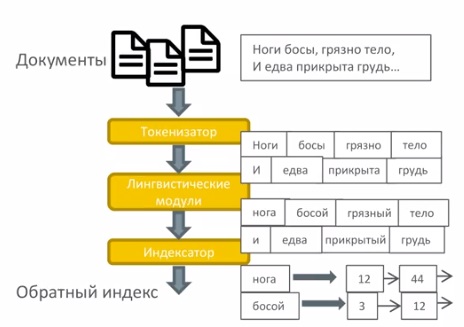 Документы
Ноги босы, грязно тело,
И едва прикрыта грудь...
Токенизатор
Ноги босы грязно тело
И едва прикрыта грудь
Лингвистические
модули
нога босой грязный тело
и едва прикрытый грудь
Индексатор
нога 12 44
Обратный индекс
босой 3 12